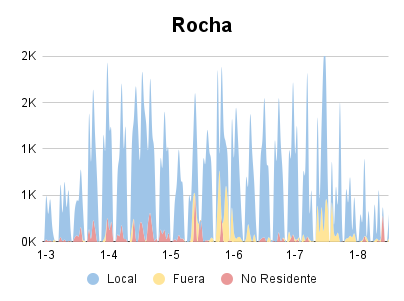 Rocha
2K
2K
1K
1K
0K
1-3 1-4 1-5 1-6 1-7 1-8
Local Fuera No Residente